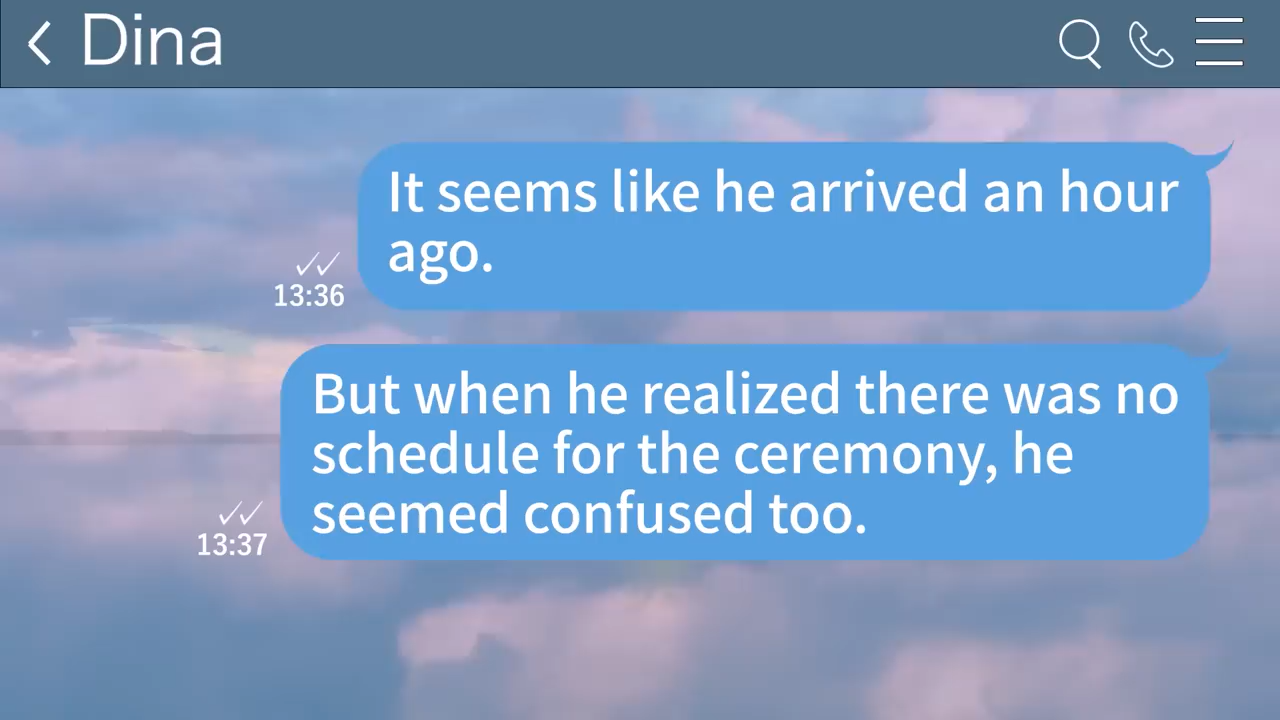 Dina
It seems like he arrived an hour
ago.
13:36
But when he realized there was no
schedule for the ceremony, he
seemed confused too.
13:37